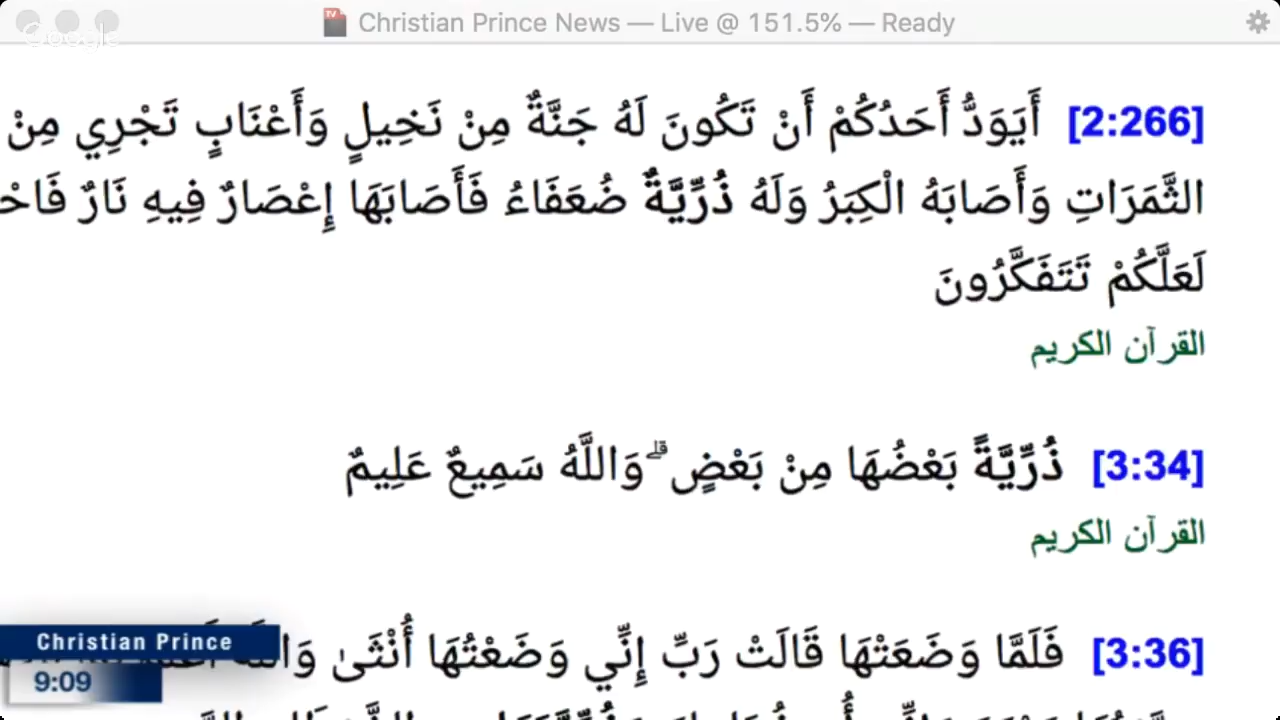 Christian Prince News — Live @ 151.5% — Ready
Google
[2:266] أَيَوَدُّ أَحَدُكُمْ أَنْ تَكُونَ لَهُ جَنَّةٌ مِنْ نَخِيلٍ وَأَعْنَابٍ تَجْرِي مِنْ
الثَّمَرَاتِ وَأَصَابَهُ الْكِبَرُ وَلَهُ ذُرِّيَّةٌ ضُعَفَاءُ فَأَصَابَهَا إِعْصَارٌ فِيهِ نَارٌ
لَعَلَّكُمْ تَتَفَكَّرُونَ
القرآن الكريم
[3:34] ذُرِّيَّةً بَعْضُهَا مِنْ بَعْضٍ ۗ وَاللَّهُ سَمِيعٌ عَلِيمٌ
القرآن الكريم
[3:36] فَلَمَّا وَضَعَتْهَا قَالَتْ رَبِّ إِنِّي وَضَعْتُهَا أُنْثَىٰ
Christian Prince
9:09